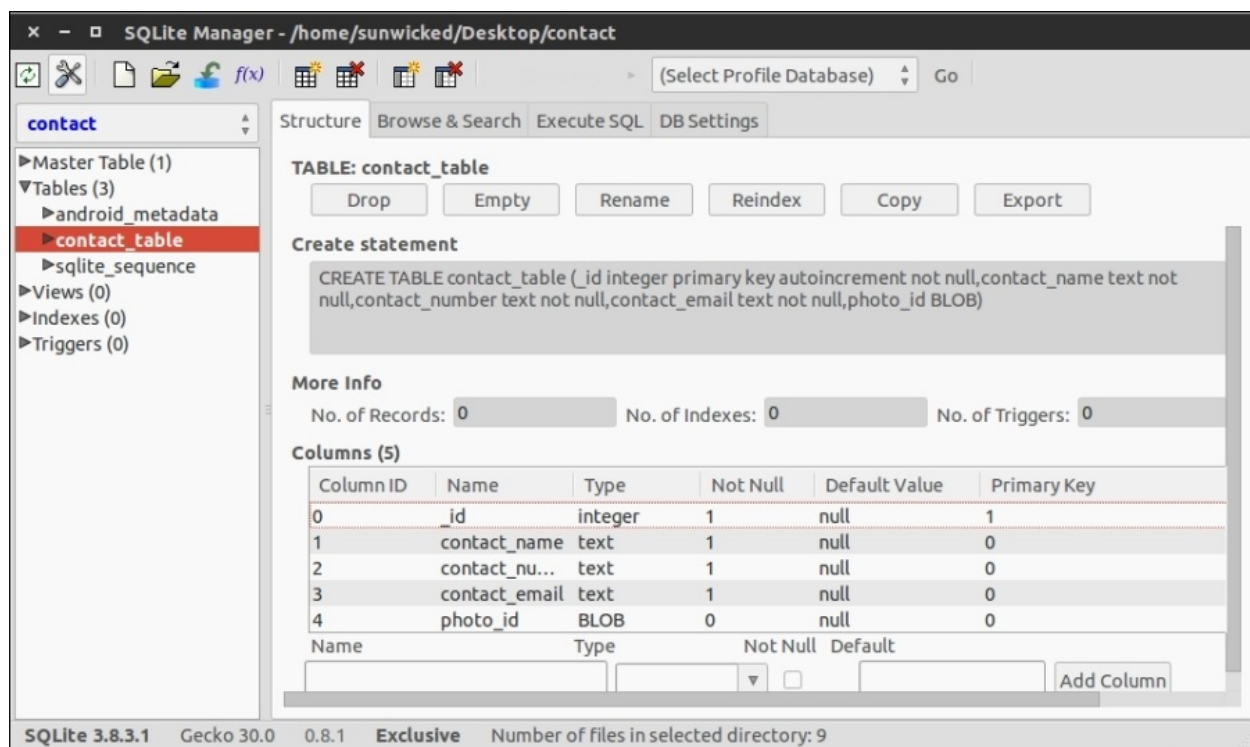 SQLite Manager - /home/sunwicked/Desktop/contact
f(x) (Select Profile Database) Go
contact
Structure Browse & Search Execute SQL DB Settings
Master Table (1)
Tables (3)
android_metadata
contact_table
sqlite_sequence
Views (0)
Indexes (0)
Triggers (0)
TABLE: contact_table
Drop Empty Rename Reindex Copy Export
Create statement
CREATE TABLE contact_table (_id integer primary key autoincrement not null,contact_name text not
null,contact_number text not null,contact_email text not null,photo_id BLOB)
More Info
No. of Records: 0 No. of Indexes: 0 No. of Triggers: 0
Columns (5)
Column ID Name Type Not Null Default Value Primary Key
0 _id integer 1 null 1
1 contact_name text 1 null 0
2 contact_nu... text 1 null 0
3 contact_email text 1 null 0
4 photo_id BLOB 0 null 0
Name Type Not Null Default
Add Column
SQLite 3.8.3.1 Gecko 30.0 0.8.1 Exclusive Number of files in selected directory: 9